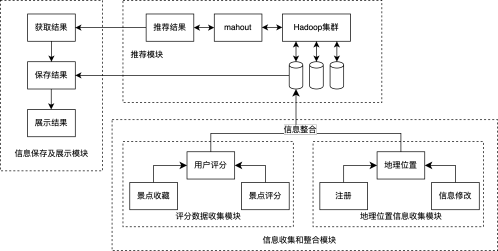 获取结果
推荐结果
mahout
Hadoop集群
推荐模块
保存结果
展示结果
信息保存及展示模块
信息整合
用户评分
地理位置
景点收藏
景点评分
注册
信息修改
评分数据收集模块
地理位置信息收集模块
信息收集和整合模块